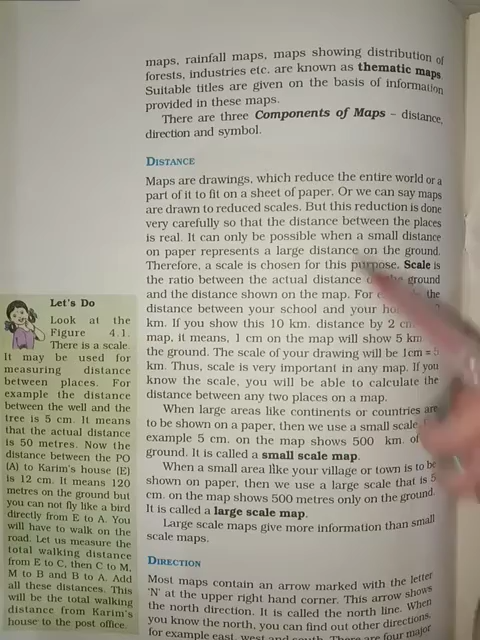 maps, rainfall maps, maps showing distribution of
forests, industries etc. are known as thematic maps.
Suitable titles are given on the basis of information
provided in these maps.
There are three Components of Maps – distance,
direction and symbol.
DISTANCE
Maps are drawings, which reduce the entire world or a
part of it to fit on a sheet of paper. Or we can say maps
are drawn to reduced scales. But this reduction is done
very carefully so that the distance between the places
is real. It can only be possible when a small distance
on paper represents a large distance on the ground.
Therefore, a scale is chosen for this purpose. Scale is
the ratio between the actual distance ground
and the distance shown on the map. For the
distance between your school and your
km. If you show this 10 km. distance by 2
map, it means, 1 cm on the map will show 5 km
the ground. The scale of your drawing will be 1cm = 5
km. Thus, scale is very important in any map. If you
know the scale, you will be able to calculate the
distance between any two places on a map.
When large areas like continents or countries are
to be shown on a paper, then we use a small scale.
example 5 cm. on the map shows 500 km. of
ground. It is called a small scale map.
When a small area like your village or town is to be
shown on paper, then we use a large scale that is 5
cm. on the map shows 500 metres only on the ground.
It is called a large scale map.
Large scale maps give more information than small
scale maps.
DIRECTION
Most maps contain an arrow marked with the letter
'N' at the upper right hand corner. This arrow shows
the north direction. It is called the north line. When
you know the north, you can find out other directions,
for example east, west and south. There are four major
Let's Do
Look at the
Figure 4.1.
There is a scale.
It may be used for
measuring distance
between places. For
example the distance
between the well and the
tree is 5 cm. It means
that the actual distance
is 50 metres. Now the
distance between the PO
(A) to Karim's house (E)
is 12 cm. It means 120
metres on the ground but
you can not fly like a bird
directly from E to A. You
will have to walk on the
road. Let us measure the
total walking distance
from E to C, then C to M,
M to B and B to A. Add
all these distances. This
will be the total walking
distance from Karim's
house to the post office.